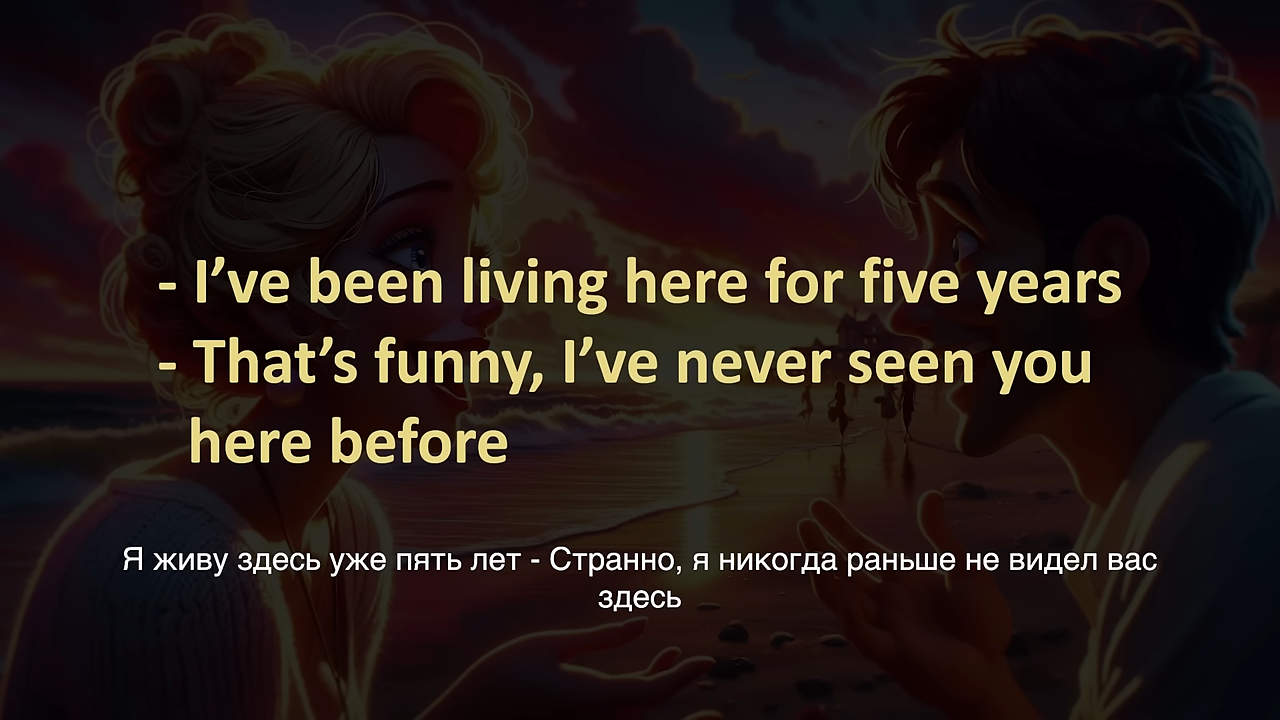 - I’ve been living here for five years
- That’s funny, I’ve never seen you
here before
Я живу здесь уже пять лет - Странно, я никогда раньше не видел вас
здесь